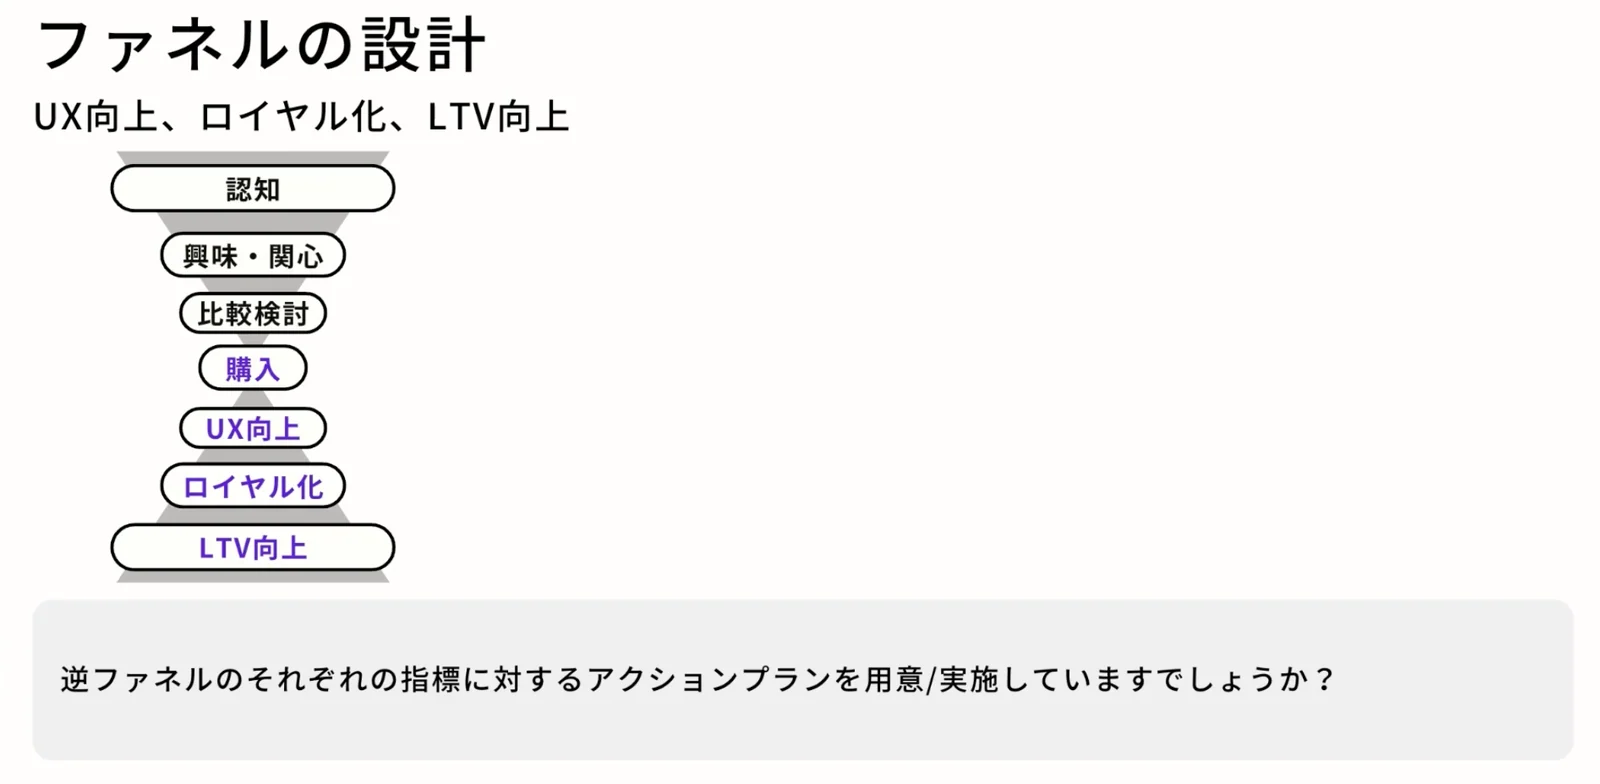 ファネルの設計
UX向上、ロイヤル化、LTV向上
認知
興味・関心
比較検討
購入
UX向上
ロイヤル化
LTV向上
逆ファネルのそれぞれの指標に対するアクションプランを用意/実施していますでしょうか？